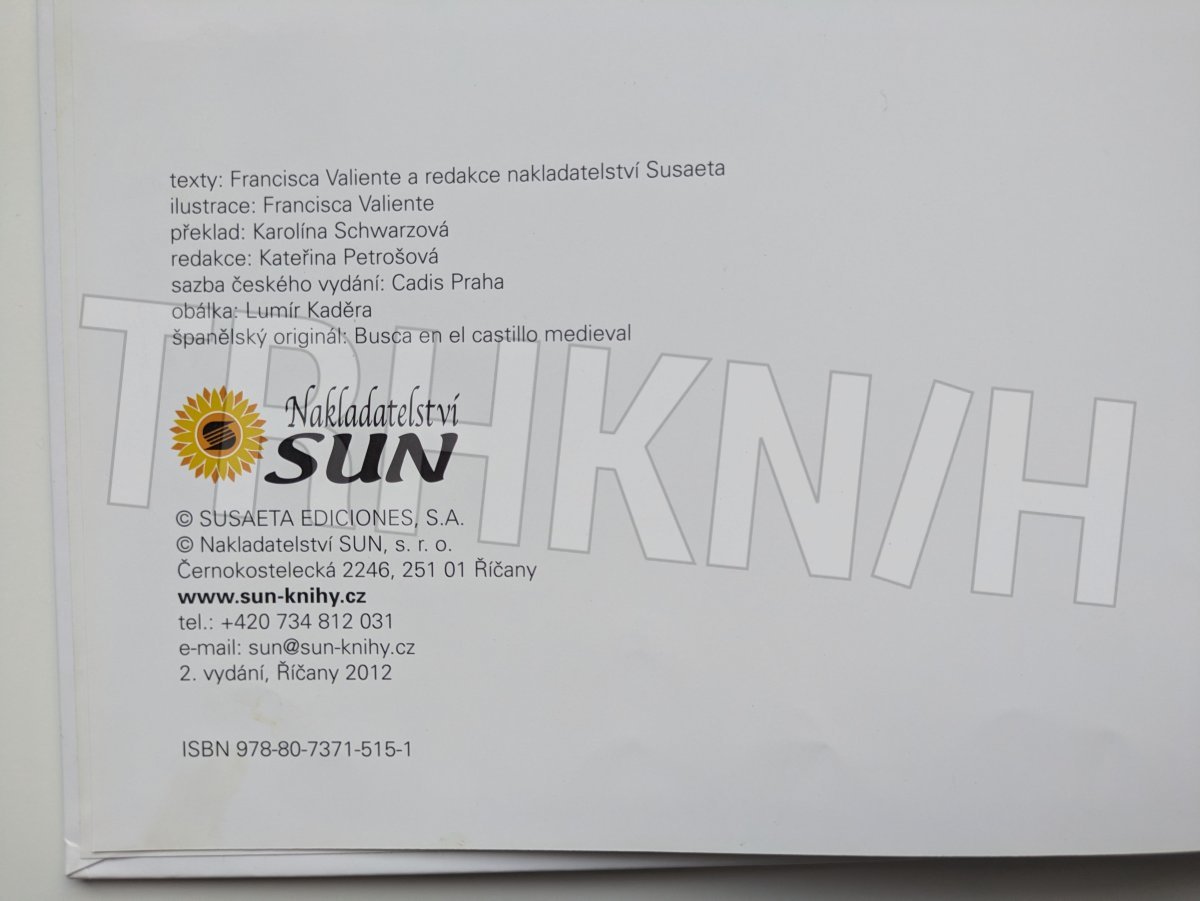 texty: Francisca Valiente a redakce nakladatelství Susaeta
ilustrace: Francisca Valiente
překlad: Karolína Schwarzová
redakce: Kateřina Petrošová
sazba českého vydání: Cadis Praha
obálka: Lumír Kaděra
španělský originál: Busca en el castillo medieval
TRHKN/H
Nakladatelství
SUN
© SUSAETA EDICIONES, S.A.
© Nakladatelství SUN, s. r. o.
Černokostelecká 2246, 251 01 Říčany
www.sun-knihy.cz
tel.: +420 734 812 031
e-mail: sun@sun-knihy.cz
2. vydání, Říčany 2012
ISBN 978-80-7371-515-1